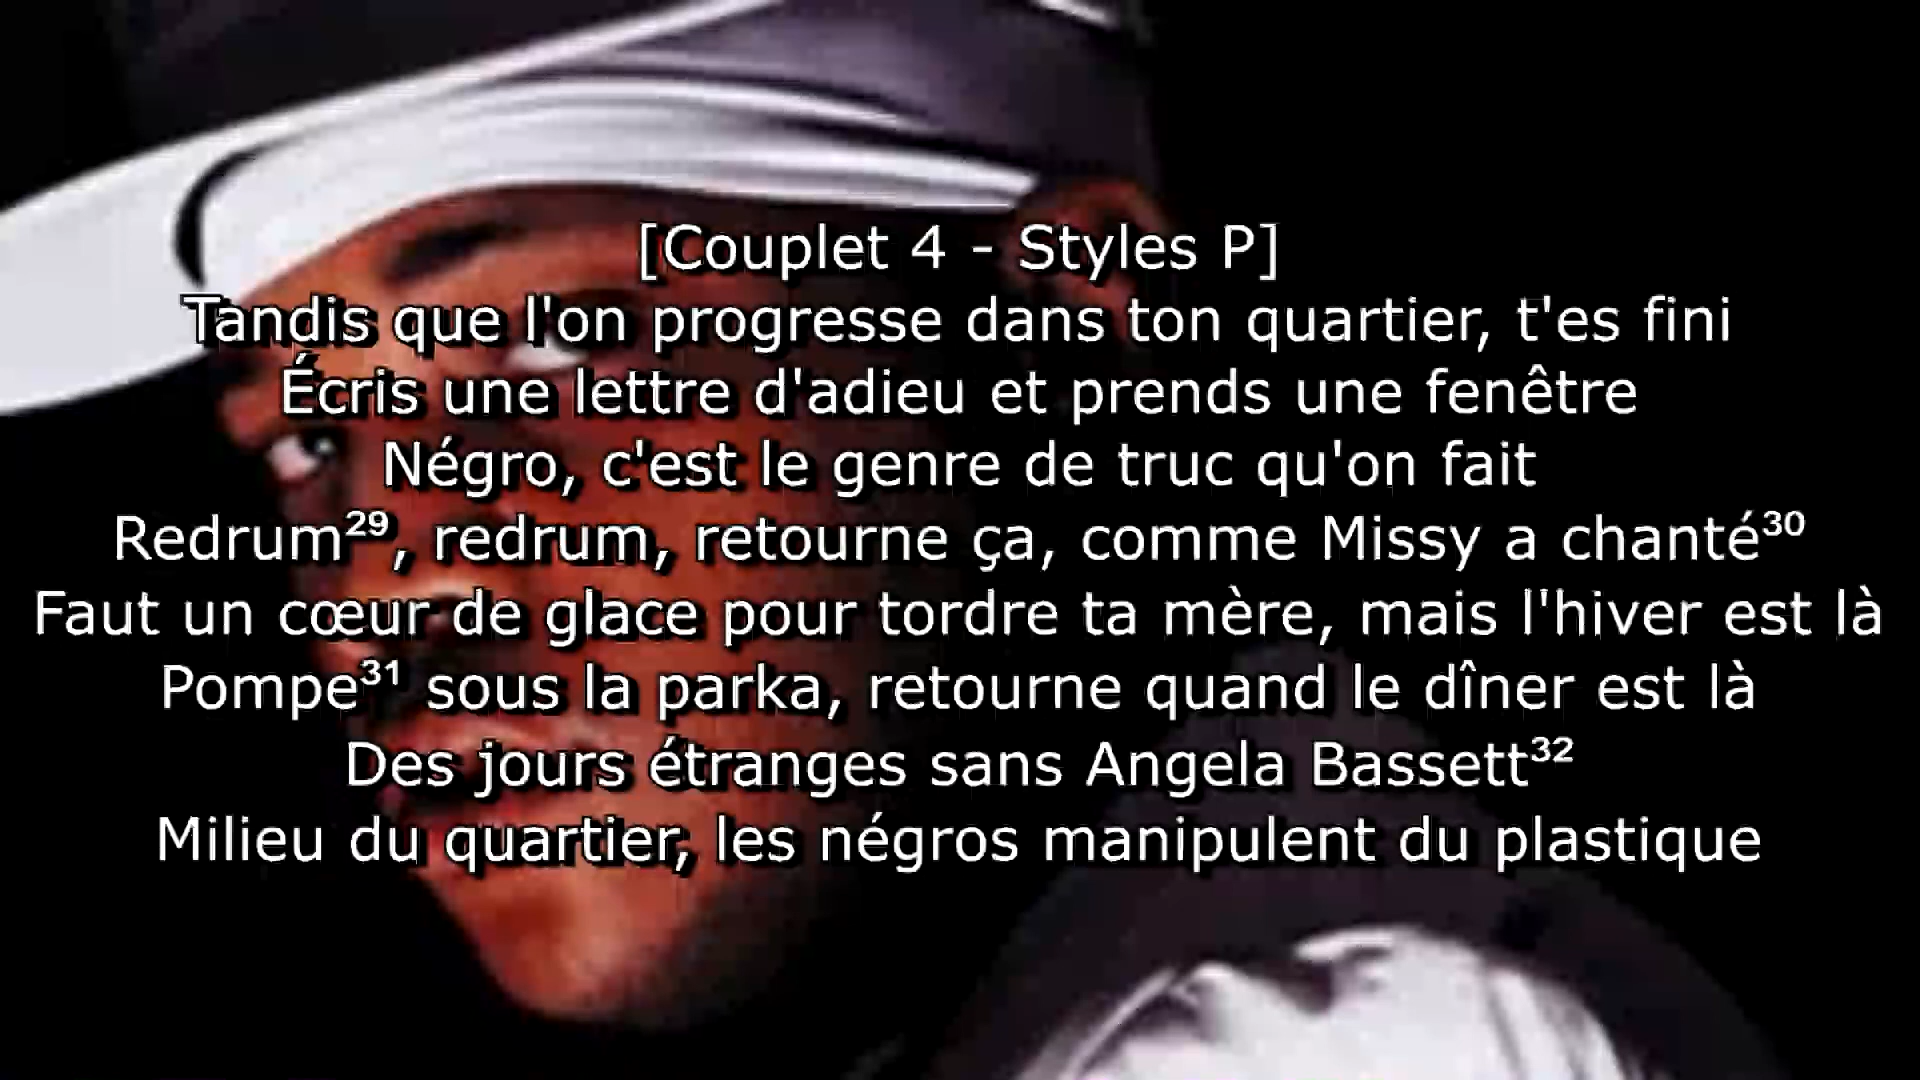 [Couplet 4 - Styles P]
Tandis que l'on progresse dans ton quartier, t'es fini
Écris une lettre d'adieu et prends une fenêtre
Négro, c'est le genre de truc qu'on fait
Redrum²⁹, redrum, retourne ça, comme Missy a chanté³⁰
Faut un cœur de glace pour tordre ta mère, mais l'hiver est là
Pompe³¹ sous la parka, retourne quand le dîner est là
Des jours étranges sans Angela Bassett³²
Milieu du quartier, les négros manipulent du plastique